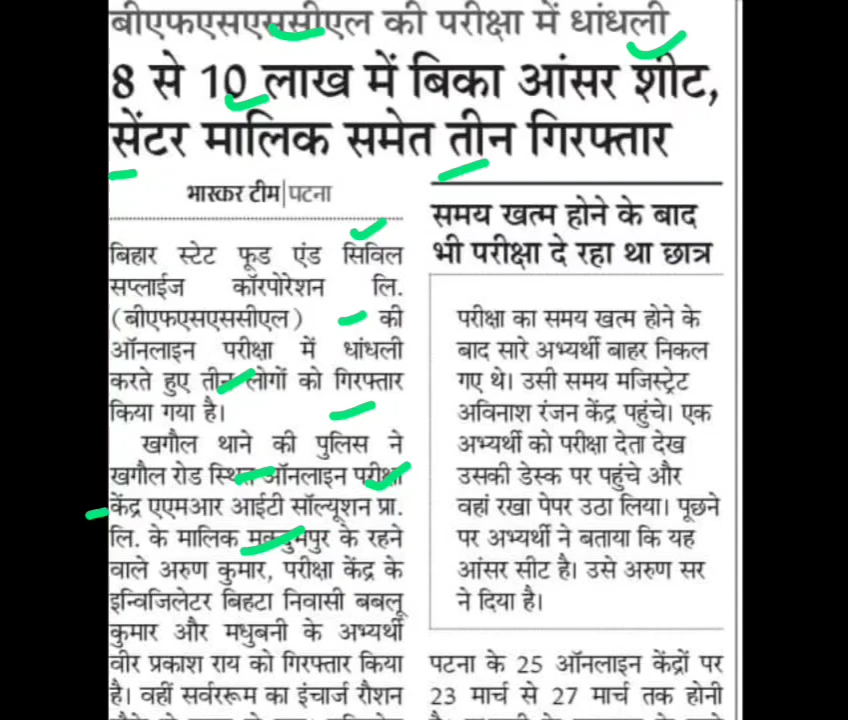 बीएफएसएससीएल की परीक्षा में धांधली
8 से 10 लाख में बिका आंसर शीट,
सेंटर मालिक समेत तीन गिरफ्तार
भास्कर टीम|पटना
बिहार स्टेट फूड एंड सिविल
सप्लाईज कॉरपोरेशन लि.
(बीएफएसएससीएल) की
ऑनलाइन परीक्षा में धांधली
करते हुए तीन लोगों को गिरफ्तार
किया गया है।
खगौल थाने की पुलिस ने
खगौल रोड स्थित ऑनलाइन परीक्षा
केंद्र एएमआर आईटी सॉल्यूशन प्रा.
लि. के मालिक मकदुमपुर के रहने
वाले अरुण कुमार, परीक्षा केंद्र के
इन्विजिलेटर बिहटा निवासी बबलू
कुमार और मधुबनी के अभ्यर्थी
वीर प्रकाश राय को गिरफ्तार किया
है। वहीं सर्वररूम का इंचार्ज रौशन
समय खत्म होने के बाद
भी परीक्षा दे रहा था छात्र
परीक्षा का समय खत्म होने के
बाद सारे अभ्यर्थी बाहर निकल
गए थे। उसी समय मजिस्ट्रेट
अविनाश रंजन केंद्र पहुंचे। एक
अभ्यर्थी को परीक्षा देता देख
उसकी डेस्क पर पहुंचे और
वहां रखा पेपर उठा लिया। पूछने
पर अभ्यर्थी ने बताया कि यह
आंसर सीट है। उसे अरुण सर
ने दिया है।
पटना के 25 ऑनलाइन केंद्रों पर
23 मार्च से 27 मार्च तक होनी